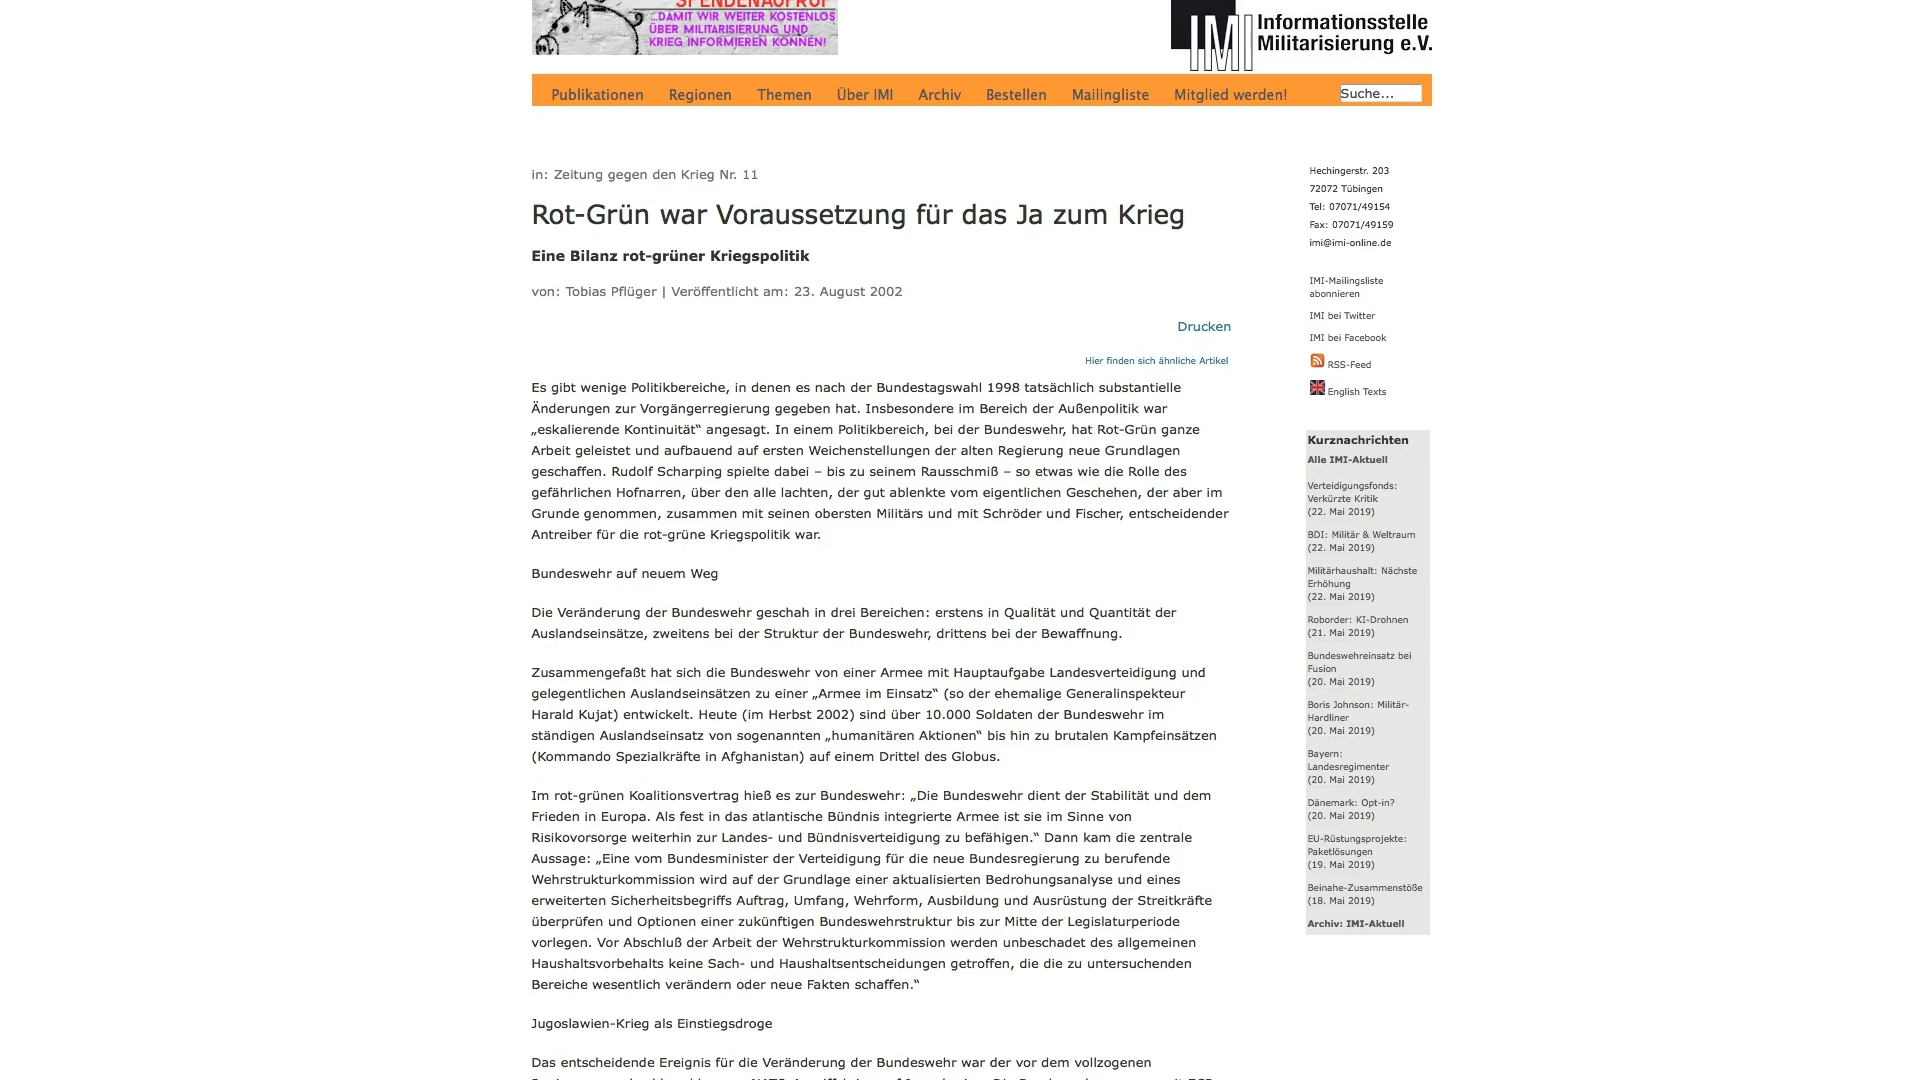 SPENDENAUFRUF
...DAMIT WIR WEITER KOSTENLOS
ÜBER MILITARISIERUNG UND
KRIEG INFORMIEREN KÖNNEN!
IMI Informationsstelle
Militarisierung e.V.
Publikationen Regionen Themen Über IMI Archiv Bestellen Mailingliste Mitglied werden! Suche...
in: Zeitung gegen den Krieg Nr. 11
Rot-Grün war Voraussetzung für das Ja zum Krieg
Eine Bilanz rot-grüner Kriegspolitik
von: Tobias Pflüger | Veröffentlicht am: 23. August 2002
Drucken
Hier finden sich ähnliche Artikel
Es gibt wenige Politikbereiche, in denen es nach der Bundestagswahl 1998 tatsächlich substantielle
Änderungen zur Vorgängerregierung gegeben hat. Insbesondere im Bereich der Außenpolitik war
„eskalierende Kontinuität“ angesagt. In einem Politikbereich, bei der Bundeswehr, hat Rot-Grün ganze
Arbeit geleistet und aufbauend auf ersten Weichenstellungen der alten Regierung neue Grundlagen
geschaffen. Rudolf Scharping spielte dabei – bis zu seinem Rausschmiß – so etwas wie die Rolle des
gefährlichen Hofnarren, über den alle lachten, der gut ablenkte vom eigentlichen Geschehen, der aber im
Grunde genommen, zusammen mit seinen obersten Militärs und mit Schröder und Fischer, entscheidender
Antreiber für die rot-grüne Kriegspolitik war.
Bundeswehr auf neuem Weg
Die Veränderung der Bundeswehr geschah in drei Bereichen: erstens in Qualität und Quantität der
Auslandseinsätze, zweitens bei der Struktur der Bundeswehr, drittens bei der Bewaffnung.
Zusammengefaßt hat sich die Bundeswehr von einer Armee mit Hauptaufgabe Landesverteidigung und
gelegentlichen Auslandseinsätzen zu einer „Armee im Einsatz“ (so der ehemalige Generalinspekteur
Harald Kujat) entwickelt. Heute (im Herbst 2002) sind über 10.000 Soldaten der Bundeswehr im
ständigen Auslandseinsatz von sogenannten „humanitären Aktionen“ bis hin zu brutalen Kampfeinsätzen
(Kommando Spezialkräfte in Afghanistan) auf einem Drittel des Globus.
Im rot-grünen Koalitionsvertrag hieß es zur Bundeswehr: „Die Bundeswehr dient der Stabilität und dem
Frieden in Europa. Als fest in das atlantische Bündnis integrierte Armee ist sie im Sinne von
Risikovorsorge weiterhin zur Landes- und Bündnisverteidigung zu befähigen.“ Dann kam die zentrale
Aussage: „Eine vom Bundesminister der Verteidigung für die neue Bundesregierung zu berufende
Wehrstrukturkommission wird auf der Grundlage einer aktualisierten Bedrohungsanalyse und eines
erweiterten Sicherheitsbegriffs Auftrag, Umfang, Wehrform, Ausbildung und Ausrüstung der Streitkräfte
überprüfen und Optionen einer zukünftigen Bundeswehrstruktur bis zur Mitte der Legislaturperiode
vorlegen. Vor Abschluß der Arbeit der Wehrstrukturkommission werden unbeschadet des allgemeinen
Haushaltsvorbehalts keine Sach- und Haushaltsentscheidungen getroffen, die die zu untersuchenden
Bereiche wesentlich verändern oder neue Fakten schaffen.“
Jugoslawien-Krieg als Einstiegsdroge
Das entscheidende Ereignis für die Veränderung der Bundeswehr war der vor dem vollzogenen
Hechingerstr. 203
72072 Tübingen
Tel: 07071/49154
Fax: 07071/49159
imi@imi-online.de
IMI-Mailingsliste
abonnieren
IMI bei Twitter
IMI bei Facebook
RSS-Feed
English Texts
Kurznachrichten
Alle IMI-Aktuell
Verteidigungsfonds:
Verkürzte Kritik
(22. Mai 2019)
BDI: Militär & Weltraum
(22. Mai 2019)
Militärhaushalt: Nächste
Erhöhung
(22. Mai 2019)
Roborder: KI-Drohnen
(21. Mai 2019)
Bundeswehreinsatz bei
Fusion
(20. Mai 2019)
Boris Johnson: Militär-
Hardliner
(20. Mai 2019)
Bayern:
Landesregimenter
(20. Mai 2019)
Dänemark: Opt-in?
(20. Mai 2019)
EU-Rüstungsprojekte:
Paketlösungen
(19. Mai 2019)
Beinahe-Zusammenstöße
(18. Mai 2019)
Archiv: IMI-Aktuell